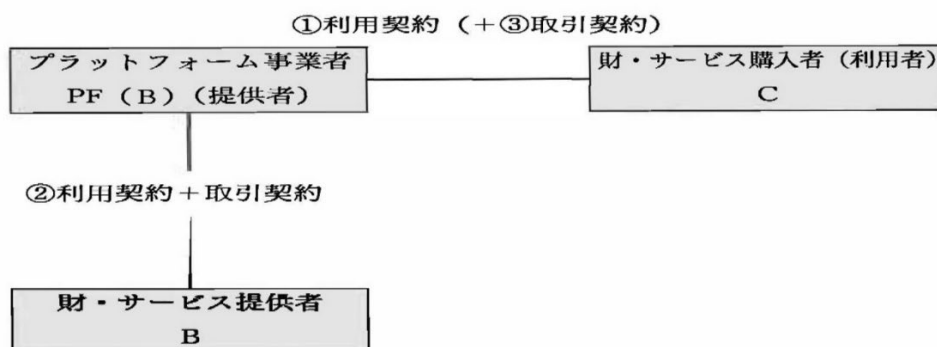 ①利用契約（＋③取引契約）
プラットフォーム事業者
PF（B）（提供者）
財・サービス購入者（利用者）
C
②利用契約＋取引契約
財・サービス提供者
B